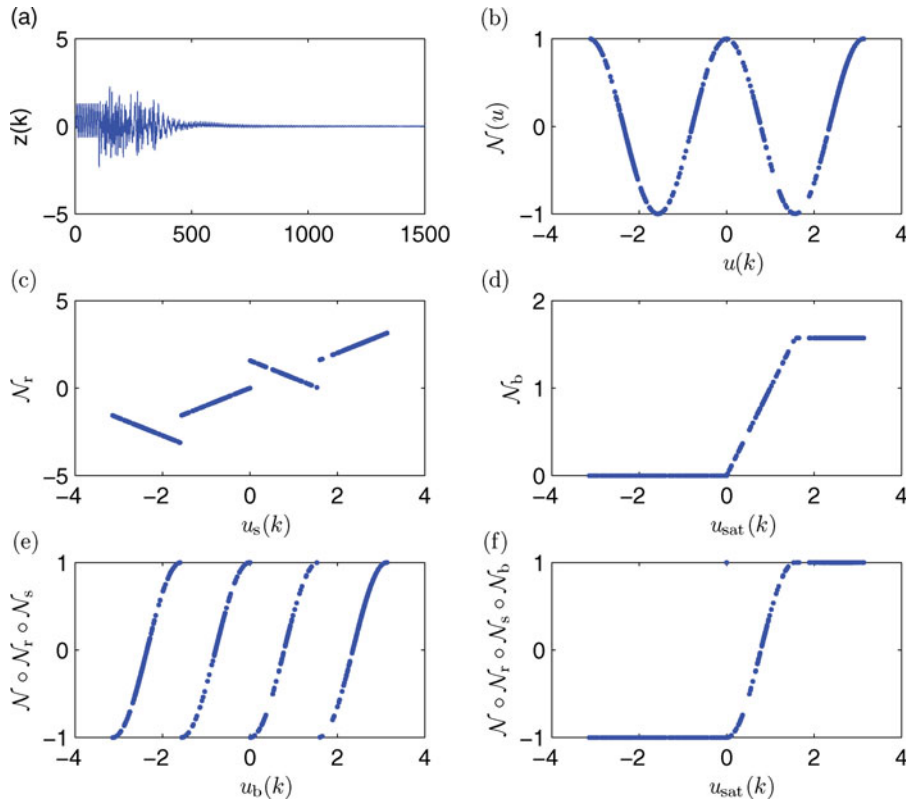 (a)
5
0
−5
z(k)
0 500 1000 1500
(b)
1
0
−1
𝒩(u)
−4 −2 0 2 4
u(k)
(c)
5
0
−5
𝒩r
−4 −2 0 2 4
us(k)
(d)
2
1
0
𝒩b
−4 −2 0 2 4
usat(k)
(e)
1
0
−1
𝒩 ∘ 𝒩r ∘ 𝒩s
−4 −2 0 2 4
ub(k)
(f)
1
0
−1
𝒩 ∘ 𝒩r ∘ 𝒩s ∘ 𝒩b
−4 −2 0 2 4
usat(k)